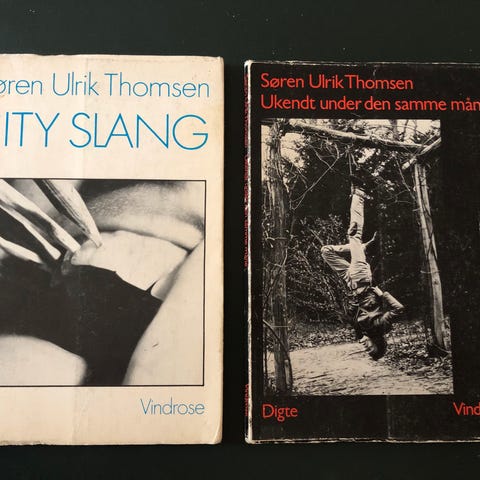 øren Ulrik Thomsen
ITY SLANG
Vindrose
Søren Ulrik Thomsen
Ukendt under den samme mån
Digte
Vind